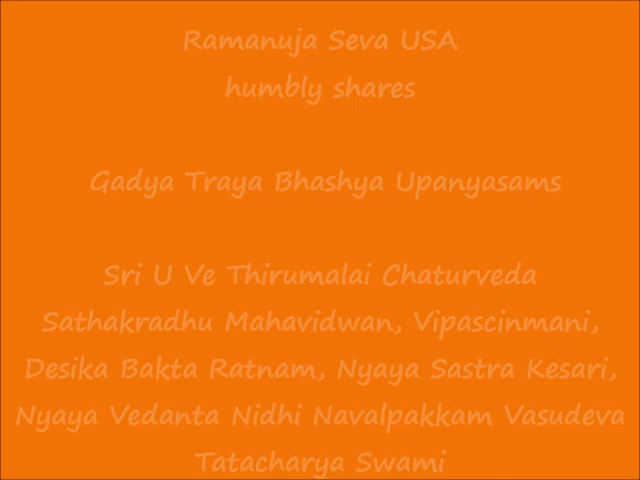 Ramanuja Seva USA
humbly shares
Gadya Traya Bhashya Upanyasams
Sri U Ve Thirumalai Chaturveda
Sathakradhu Mahavidwan, Vipascinmani,
Desika Bakta Ratnam, Nyaya Sastra Kesari,
Nyaya Vedanta Nidhi Navalpakkam Vasudeva
Tatacharya Swami